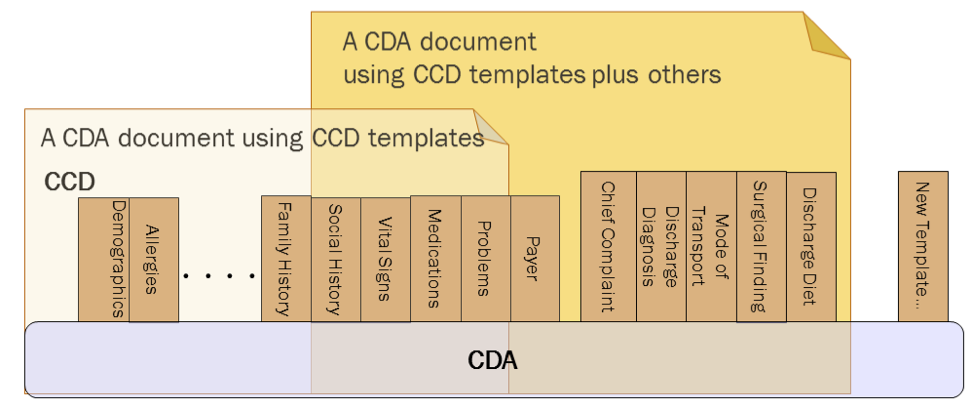 A CDA document
using CCD templates plus others
A CDA document using CCD templates
CCD
Demographics
Allergies
. . . .
Family History
Social History
Vital Signs
Medications
Problems
Payer
Chief Complaint
Discharge
Diagnosis
Mode of
Transport
Surgical Finding
Discharge Diet
New Template...
CDA